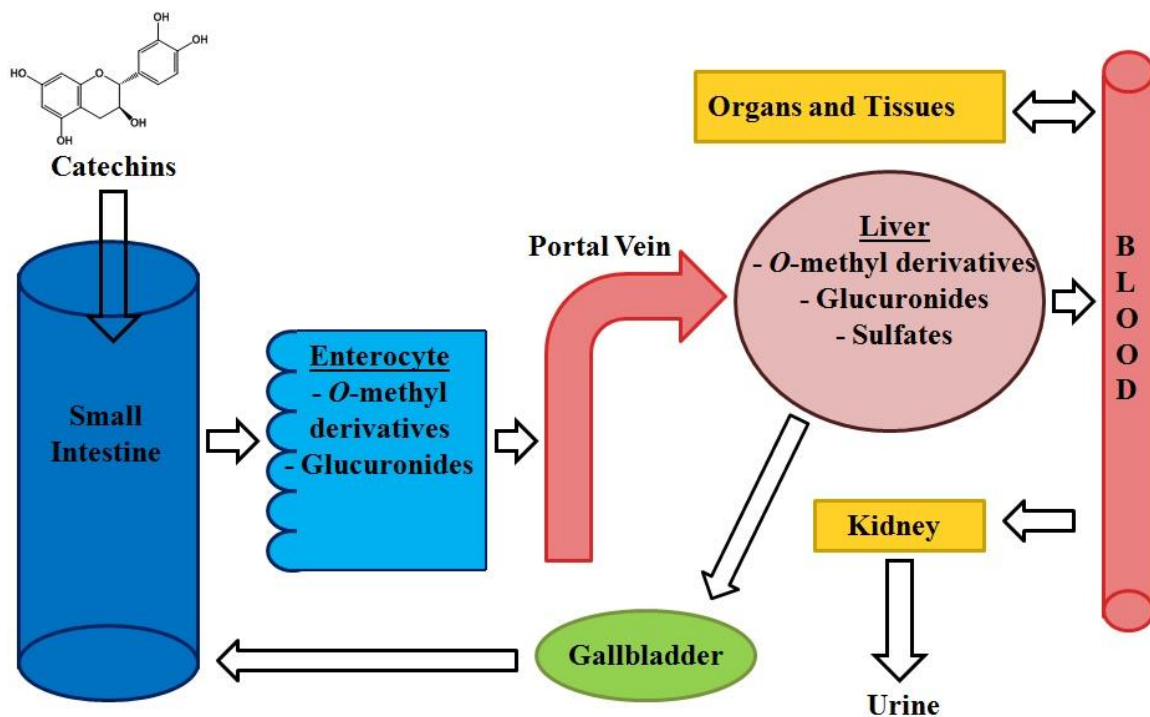 OH
OH
HO
O
OH
OH
Catechins
Small
Intestine
Enterocyte
- O-methyl
derivatives
- Glucuronides
Portal Vein
Liver
- O-methyl derivatives
- Glucuronides
- Sulfates
Organs and Tissues
B
L
O
O
D
Kidney
Urine
Gallbladder